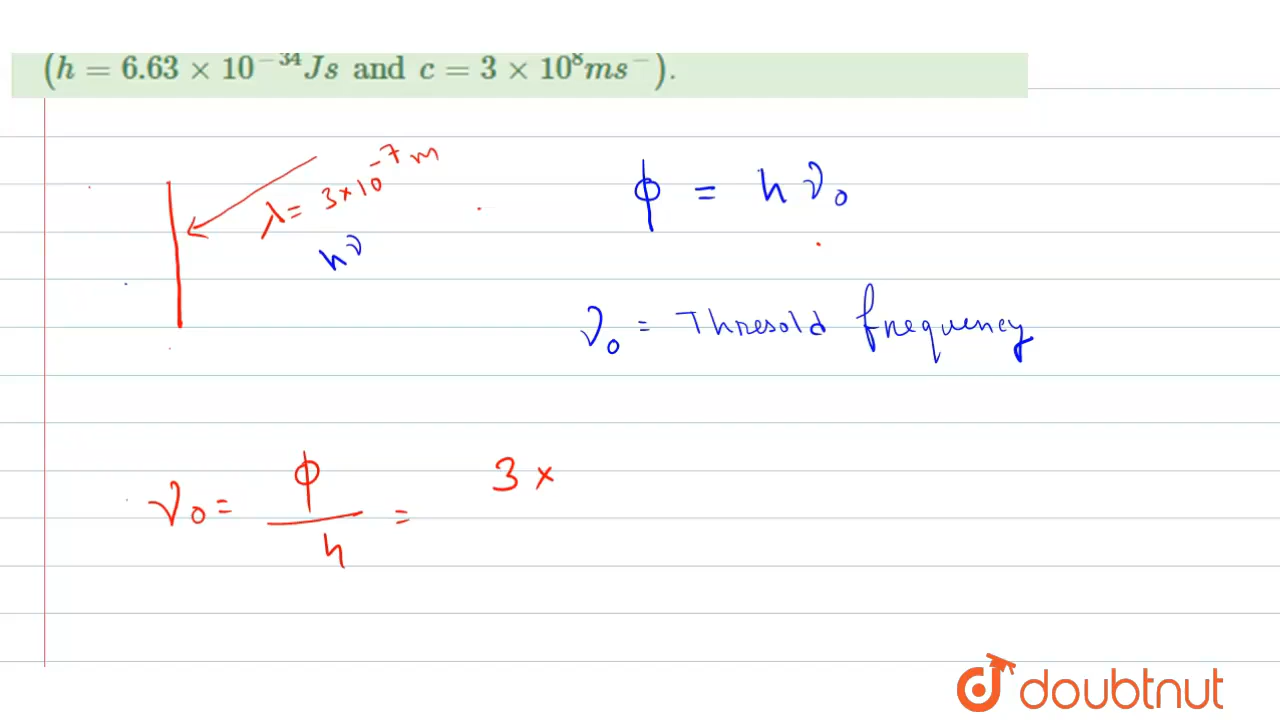 (h = 6.63 × 10⁻³⁴ Js and c = 3 × 10⁸ ms⁻).
λ = 3 × 10⁻⁷ m
hν
ϕ = hν₀
ν₀ = Thresold frequency
ν₀ = ϕ/h = 3 ×
doubtnut